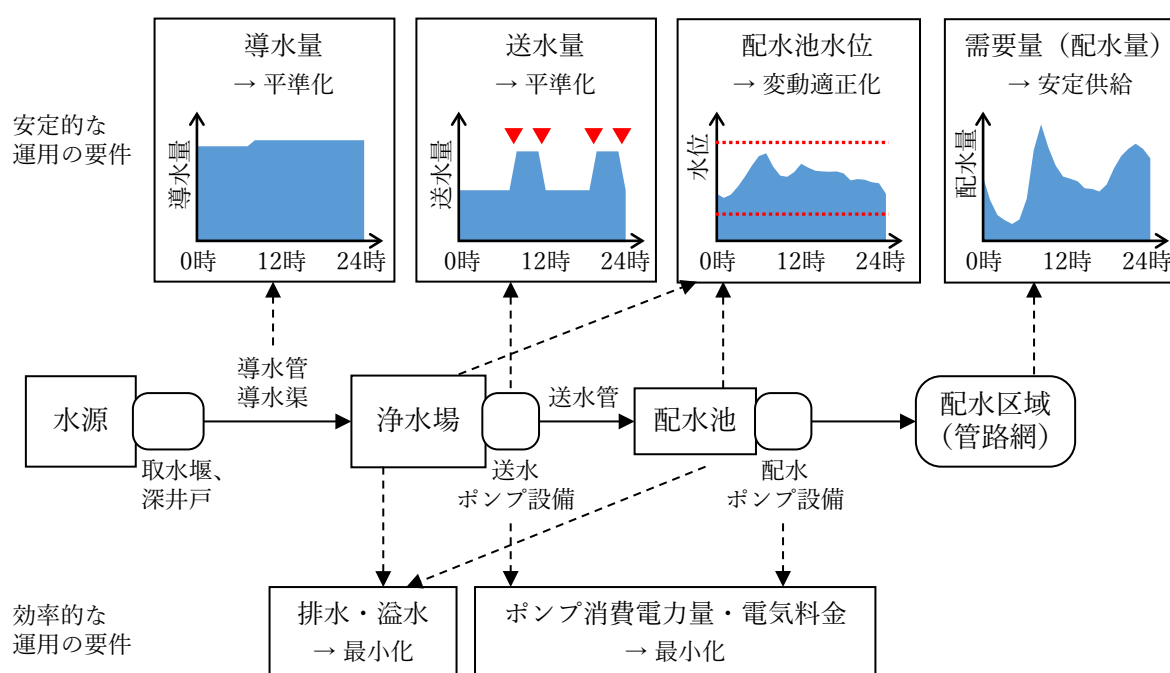 導水量
→ 平準化
導水量
0時 12時 24時
送水量
→ 平準化
送水量
0時 12時 24時
配水池水位
→ 変動適正化
水位
0時 12時 24時
需要量（配水量）
→ 安定供給
配水量
0時 12時 24時
安定的な
運用の要件
水源
取水堰、
深井戸
導水管
導水渠
浄水場
送水
ポンプ設備
送水管
配水池
配水
ポンプ設備
配水区域
（管路網）
効率的な
運用の要件
排水・溢水
→ 最小化
ポンプ消費電力量・電気料金
→ 最小化